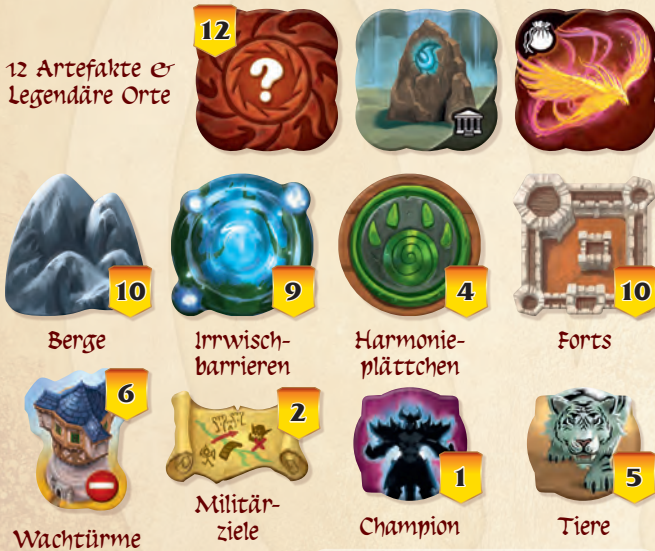 12 Artefakte &
Legendäre Orte
12
?
10
9
4
10
Berge
Irrwisch-
barrieren
Harmonie-
plättchen
Forts
6
2
1
5
Wachtürme
Militär-
ziele
Champion
Tiere